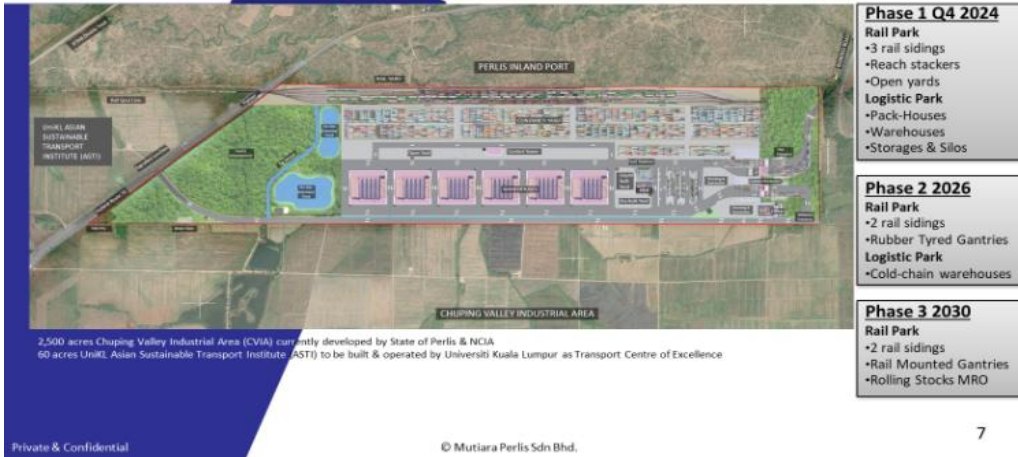 PERLIS INLAND PORT
UniKL ASIAN
SUSTAINABLE
TRANSPORT
INSTITUTE (ASTI)
CHUPING VALLEY INDUSTRIAL AREA
2,500 acres Chuping Valley Industrial Area (CVIA) currently developed by State of Perlis & NCIA
60 acres UniKL Asian Sustainable Transport Institute (ASTI) to be built & operated by Universiti Kuala Lumpur as Transport Centre of Excellence
Phase 1 Q4 2024
Rail Park
•3 rail sidings
•Reach stackers
•Open yards
Logistic Park
•Pack-Houses
•Warehouses
•Storages & Silos
Phase 2 2026
Rail Park
•2 rail sidings
•Rubber Tyred Gantries
Logistic Park
•Cold-chain warehouses
Phase 3 2030
Rail Park
•2 rail sidings
•Rail Mounted Gantries
•Rolling Stocks MRO
Private & Confidential
© Mutiara Perlis Sdn Bhd.
7